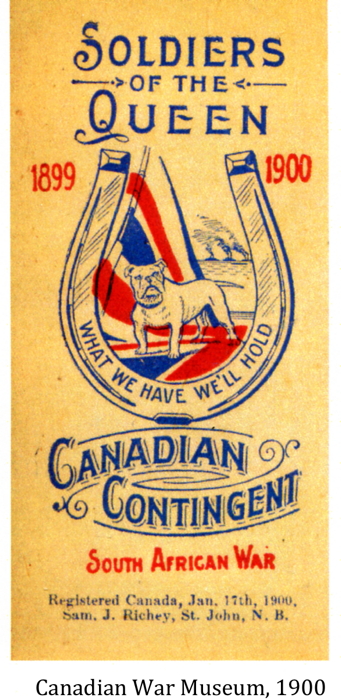 SOLDIERS
OF THE
QUEEN
1899 1900
WHAT WE HAVE WE'LL HOLD
CANADIAN
CONTINGENT
SOUTH AFRICAN WAR
Registered Canada, Jan. 17th, 1900,
Sam. J. Richey, St. John, N. B.
Canadian War Museum, 1900